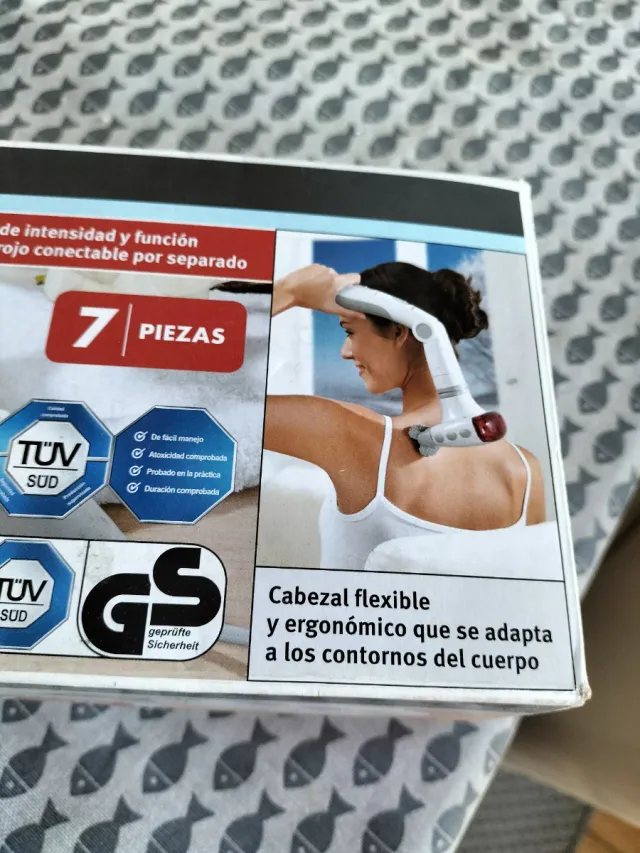 de intensidad y función
rojo conectable por separado
7 PIEZAS
TÜV
SÜD
De fácil manejo
Atoxicidad comprobada
Probado en la práctica
Duración comprobada
TÜV
SÜD
GS
geprüfte
Sicherheit
Cabezal flexible
y ergonómico que se adapta
a los contornos del cuerpo